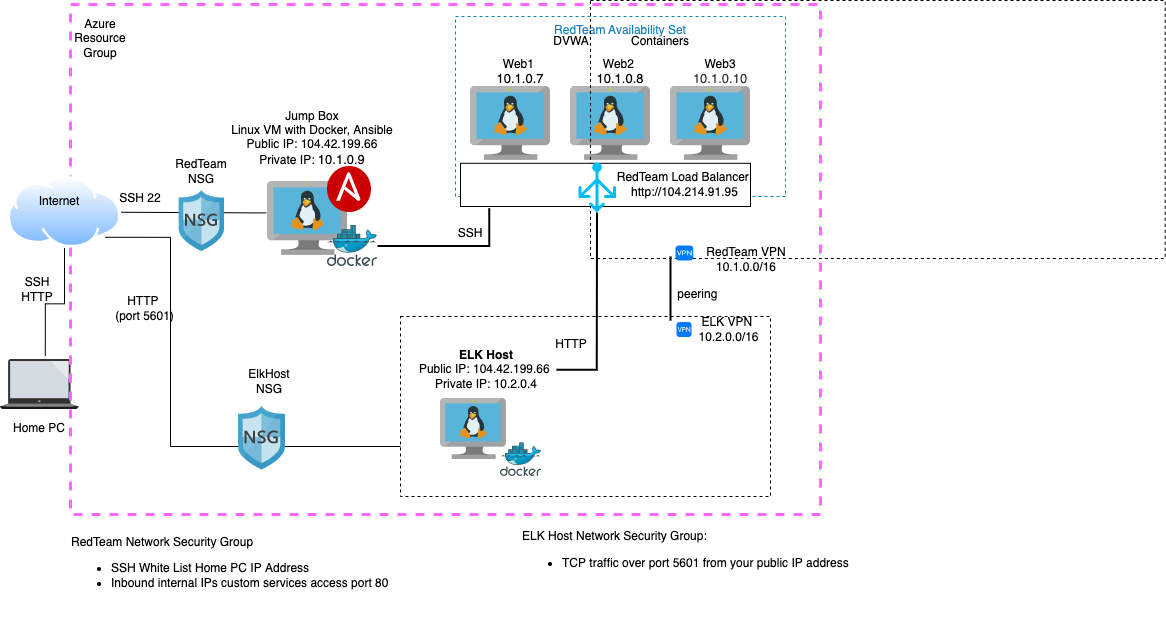 Azure
Resource
Group
RedTeam Availability Set
DVWA
Containers
Web1
10.1.0.7
Web2
10.1.0.8
Web3
10.1.0.10
Jump Box
Linux VM with Docker, Ansible
Public IP: 104.42.199.66
Private IP: 10.1.0.9
RedTeam
NSG
NSG
SSH 22
Internet
docker
SSH
RedTeam Load Balancer
http://104.214.91.95
VPN
RedTeam VPN
10.1.0.0/16
peering
VPN
ELK VPN
10.2.0.0/16
SSH
HTTP
HTTP
(port 5601)
HTTP
ELK Host
Public IP: 104.42.199.66
Private IP: 10.2.0.4
docker
ElkHost
NSG
NSG
Home PC
RedTeam Network Security Group
• SSH White List Home PC IP Address
• Inbound internal IPs custom services access port 80
ELK Host Network Security Group:
• TCP traffic over port 5601 from your public IP address